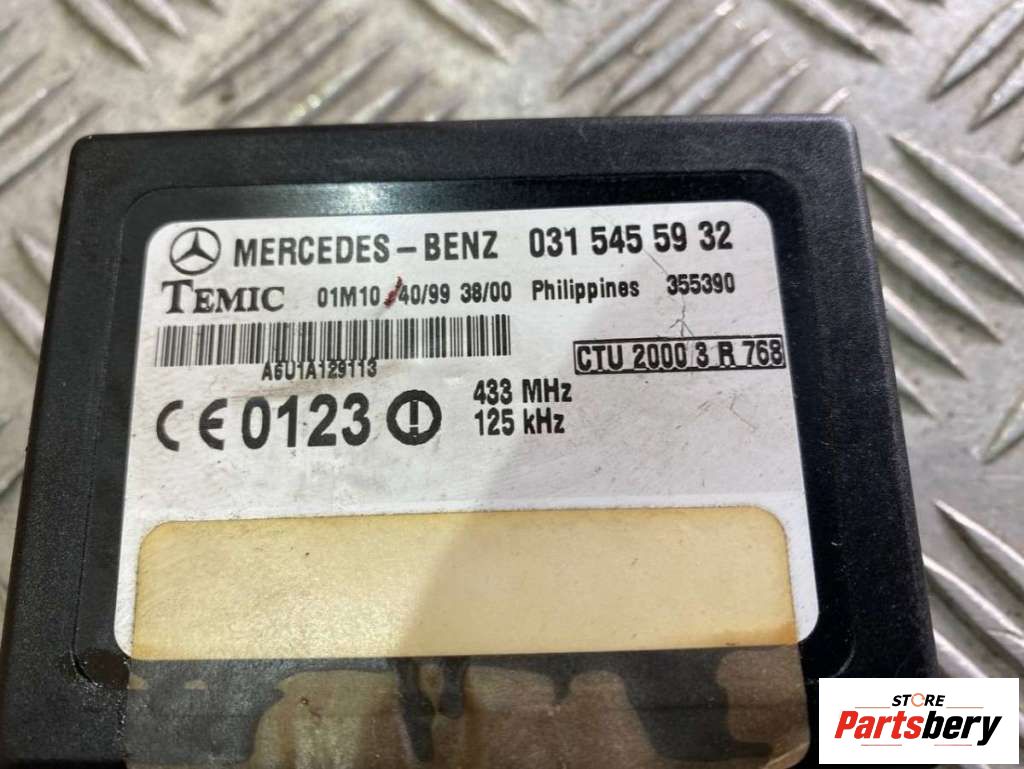 MERCEDES-BENZ 031 545 59 32
TEMIC 01M10 40/99 38/00 Philippines 355390
A6U1A129113
CTU 2000 3 R 768
CE 0123
433 MHz
125 kHz
STORE
Partsbery